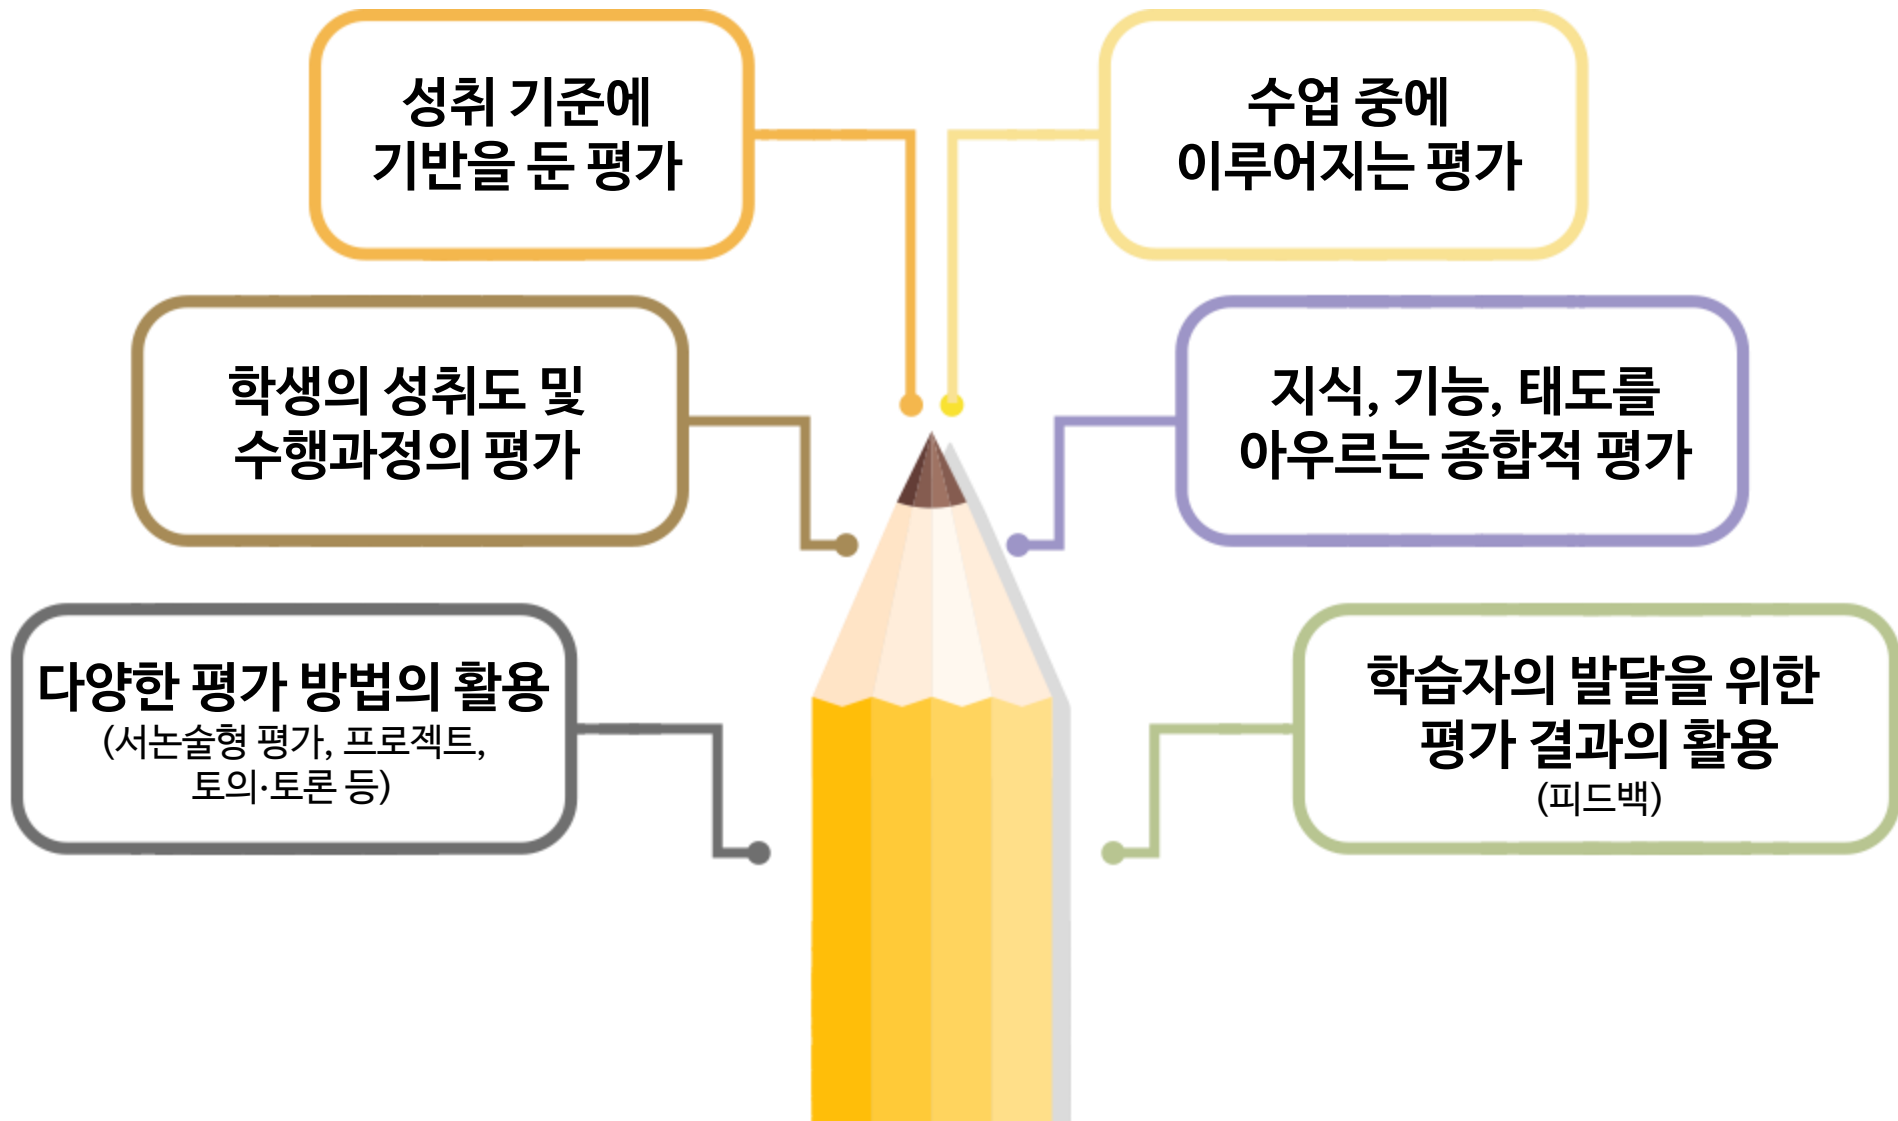 성취 기준에
기반을 둔 평가
수업 중에
이루어지는 평가
학생의 성취도 및
수행과정의 평가
지식, 기능, 태도를
아우르는 종합적 평가
다양한 평가 방법의 활용
(서논술형 평가, 프로젝트,
토의·토론 등)
학습자의 발달을 위한
평가 결과의 활용
(피드백)